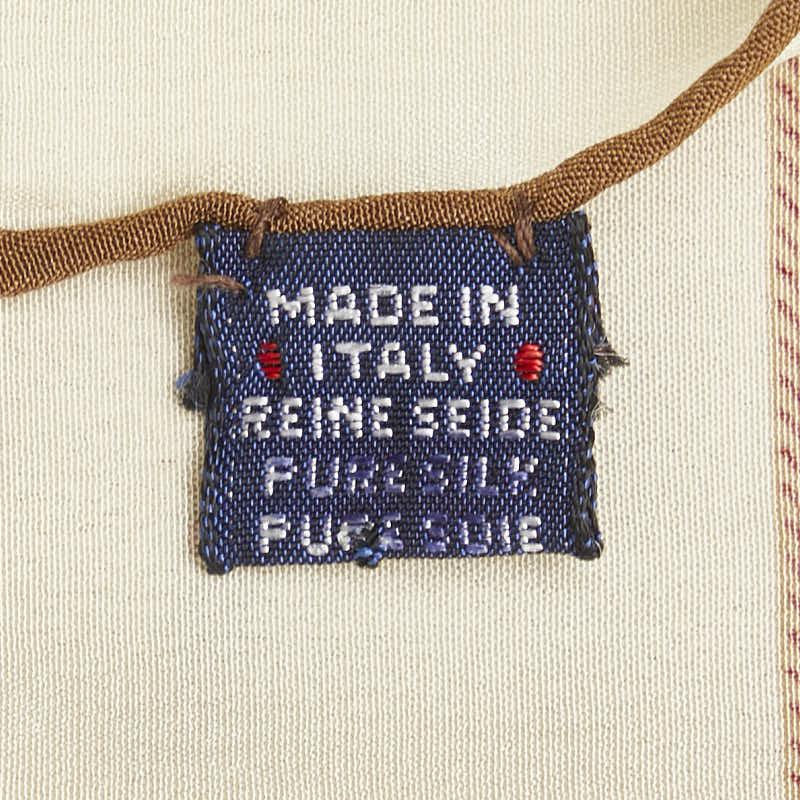 MADE IN
ITALY
REINE SEIDE
PURE SILK
PURE SOIE